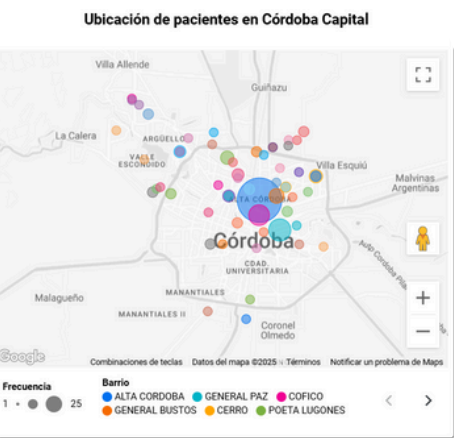 Ubicación de pacientes en Córdoba Capital
Villa Allende
Guiñazu
La Calera
ARGÜELLO
VALLE
ESCONDIDO
Villa Esquiú
Malvinas
Argentinas
ALTA CÓRDOBA
Córdoba
CDAD.
UNIVERSITARIA
Malagueño
MANANTIALES
MANANTIALES II
Coronel
Olmedo
Google
Combinaciones de teclas
Datos del mapa ©2025
Términos
Notificar un problema de Maps
Frecuencia
1
25
Barrio
ALTA CORDOBA
GENERAL PAZ
COFICO
GENERAL BUSTOS
CERRO
POETA LUGONES